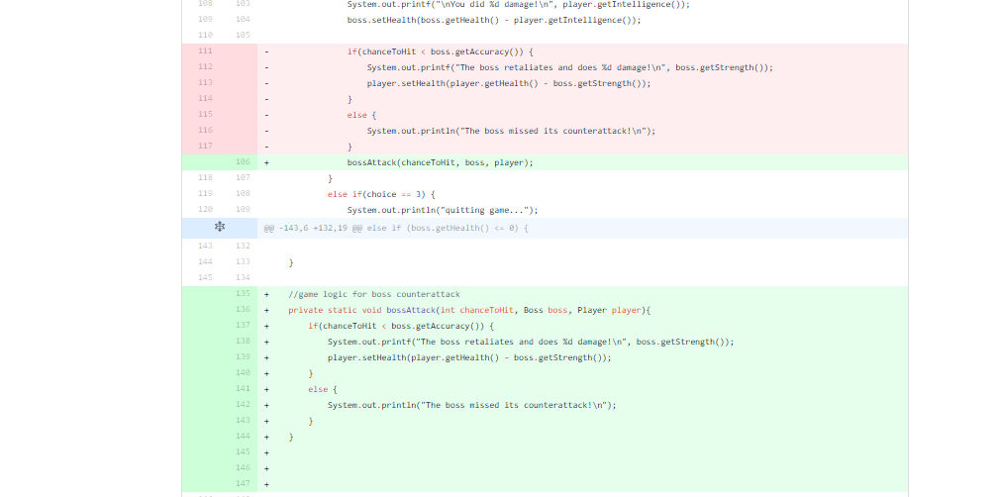 108 103 System.out.printf("\nYou did %d damage!\n", player.getIntelligence());
109 104 boss.setHealth(boss.getHealth() - player.getIntelligence());
110 105
111 - if(chanceToHit < boss.getAccuracy()) {
112 - System.out.printf("The boss retaliates and does %d damage!\n", boss.getStrength());
113 - player.setHealth(player.getHealth() - boss.getStrength());
114 - }
115 - else {
116 - System.out.println("The boss missed its counterattack!\n");
117 - }
106 + bossAttack(chanceToHit, boss, player);
118 107 }
119 108 else if(choice == 3) {
120 109 System.out.println("quitting game...");
@@ -143,6 +132,19 @@ else if (boss.getHealth() <= 0) {
143 132
144 133 }
145 134
135 + //game logic for boss counterattack
136 + private static void bossAttack(int chanceToHit, Boss boss, Player player){
137 + if(chanceToHit < boss.getAccuracy()) {
138 + System.out.printf("The boss retaliates and does %d damage!\n", boss.getStrength());
139 + player.setHealth(player.getHealth() - boss.getStrength());
140 + }
141 + else {
142 + System.out.println("The boss missed its counterattack!\n");
143 + }
144 + }
145 +
146 +
147 +